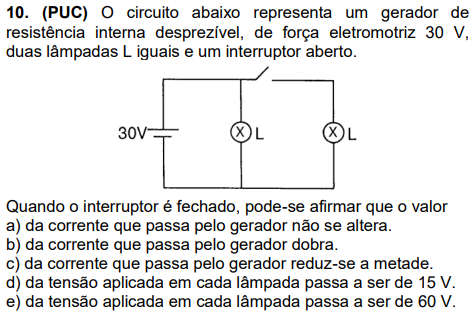 10. (PUC) O circuito abaixo representa um gerador de
resistência interna desprezível, de força eletromotriz 30 V,
duas lâmpadas L iguais e um interruptor aberto.
30V X L X L
Quando o interruptor é fechado, pode-se afirmar que o valor
a) da corrente que passa pelo gerador não se altera.
b) da corrente que passa pelo gerador dobra.
c) da corrente que passa pelo gerador reduz-se a metade.
d) da tensão aplicada em cada lâmpada passa a ser de 15 V.
e) da tensão aplicada em cada lâmpada passa a ser de 60 V.